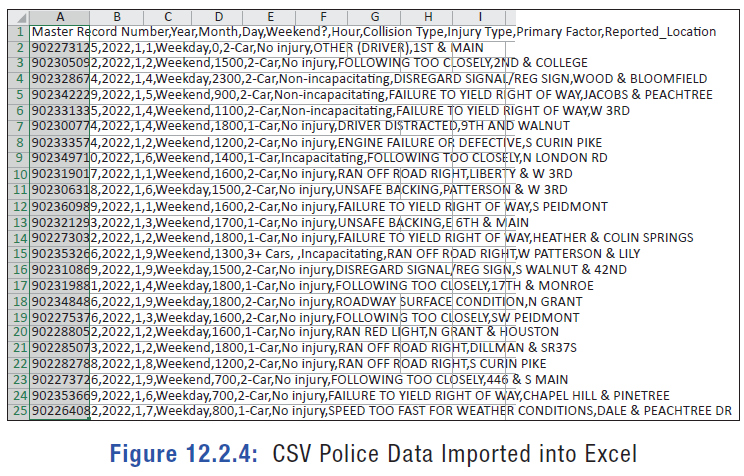 A B C D E F G H I
1 Master Record Number,Year,Month,Day,Weekend?,Hour,Collision Type,Injury Type,Primary Factor,Reported_Location
2 902273125,2022,1,1,Weekday,0,2-Car,No injury,OTHER (DRIVER),1ST & MAIN
3 902305092,2022,1,2,Weekend,1500,2-Car,No injury,FOLLOWING TOO CLOSELY,2ND & COLLEGE
4 902328674,2022,1,4,Weekday,2300,2-Car,Non-incapacitating,DISREGARD SIGNAL/REG SIGN,WOOD & BLOOMFIELD
5 902342229,2022,1,5,Weekend,900,2-Car,Non-incapacitating,FAILURE TO YIELD RIGHT OF WAY,JACOBS & PEACHTREE
6 902331335,2022,1,4,Weekday,1100,2-Car,Non-incapacitating,FAILURE TO YIELD RIGHT OF WAY,W 3RD
7 902300774,2022,1,4,Weekend,1800,1-Car,No injury,DRIVER DISTRACTED,9TH AND WALNUT
8 902333574,2022,1,2,Weekend,1200,2-Car,No injury,ENGINE FAILURE OR DEFECTIVE,S CURIN PIKE
9 902349710,2022,1,6,Weekend,1400,1-Car,Incapacitating,FOLLOWING TOO CLOSELY,N LONDON RD
10 902319017,2022,1,1,Weekend,1600,2-Car,No injury,RAN OFF ROAD RIGHT,LIBERTY & W 3RD
11 902306318,2022,1,6,Weekday,1500,2-Car,No injury,UNSAFE BACKING,PATTERSON & W 3RD
12 902360989,2022,1,1,Weekend,1600,2-Car,No injury,FAILURE TO YIELD RIGHT OF WAY,S PEIDMONT
13 902321293,2022,1,3,Weekend,1700,1-Car,No injury,UNSAFE BACKING,E 6TH & MAIN
14 902273032,2022,1,2,Weekend,1800,1-Car,No injury,FAILURE TO YIELD RIGHT OF WAY,HEATHER & COLIN SPRINGS
15 902353266,2022,1,9,Weekend,1300,3+ Cars, ,Incapacitating,RAN OFF ROAD RIGHT,W PATTERSON & LILY
16 902310869,2022,1,9,Weekday,1500,2-Car,No injury,DISREGARD SIGNAL/REG SIGN,S WALNUT & 42ND
17 902319881,2022,1,4,Weekday,1800,1-Car,No injury,FOLLOWING TOO CLOSELY,17TH & MONROE
18 902348486,2022,1,9,Weekday,1800,2-Car,No injury,ROADWAY SURFACE CONDITION,N GRANT
19 902275376,2022,1,3,Weekday,1600,2-Car,No injury,FOLLOWING TOO CLOSELY,SW PEIDMONT
20 902288052,2022,1,2,Weekday,1600,1-Car,No injury,RAN RED LIGHT,N GRANT & HOUSTON
21 902285073,2022,1,2,Weekend,1800,1-Car,No injury,RAN OFF ROAD RIGHT,DILLMAN & SR37S
22 902282788,2022,1,8,Weekend,1200,2-Car,No injury,RAN OFF ROAD RIGHT,S CURIN PIKE
23 902273726,2022,1,9,Weekend,700,2-Car,No injury,FOLLOWING TOO CLOSELY,446 & S MAIN
24 902353669,2022,1,6,Weekday,700,2-Car,No injury,FAILURE TO YIELD RIGHT OF WAY,CHAPEL HILL & PINETREE
25 902264082,2022,1,7,Weekday,800,1-Car,No injury,SPEED TOO FAST FOR WEATHER CONDITIONS,DALE & PEACHTREE DR
Figure 12.2.4: CSV Police Data Imported into Excel